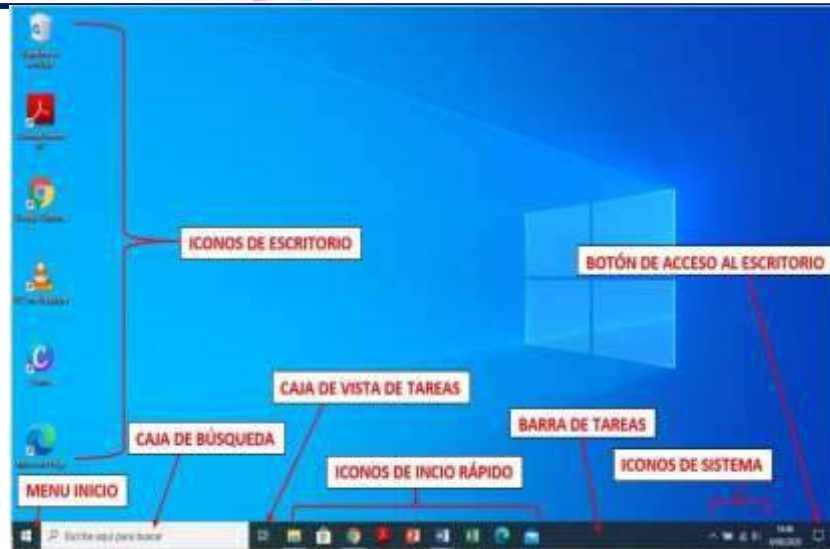 ICONOS DE ESCRITORIO
BOTÓN DE ACCESO AL ESCRITORIO
CAJA DE VISTA DE TAREAS
BARRA DE TAREAS
CAJA DE BÚSQUEDA
ICONOS DE INCIO RÁPIDO
ICONOS DE SISTEMA
MENU INICIO
Escribe aquí para buscar